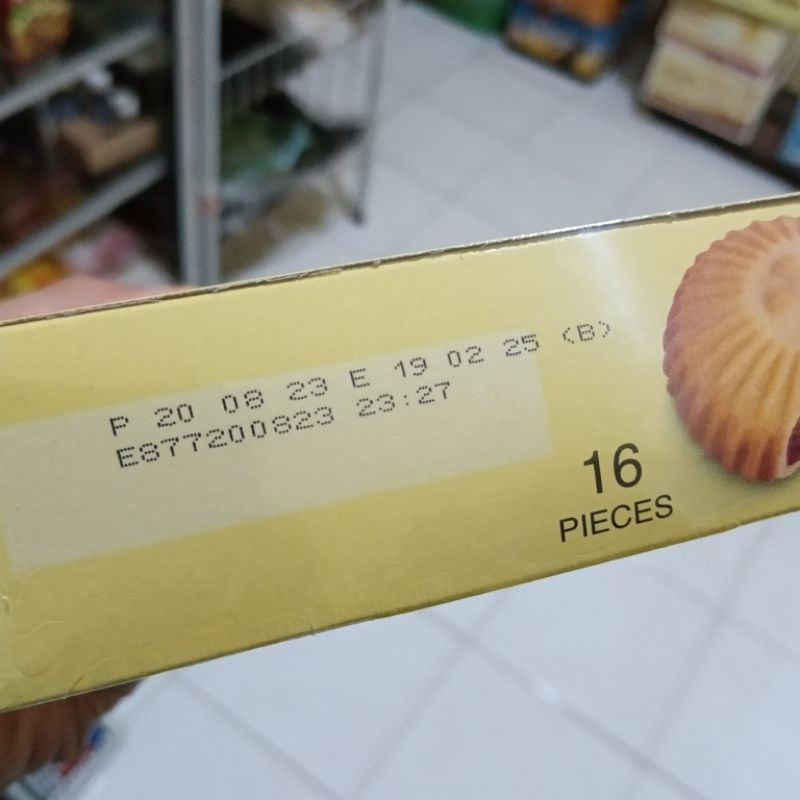 P 20 08 23 E 19 02 25 (B)
E877200823 23:27
16
PIECES